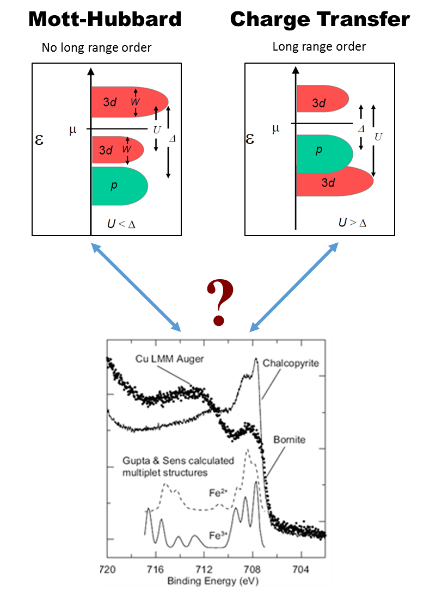 Mott-Hubbard
No long range order
Charge Transfer
Long range order
ε
μ
3d
W
3d
W
p
U
Δ
U < Δ
ε
μ
3d
p
3d
Δ
U
U > Δ
?
Cu LMM Auger
Chalcopyrite
Bornite
Gupta & Sens calculated
multiplet structures
Fe²⁺
Fe³⁺
720 716 712 708 704
Binding Energy (eV)